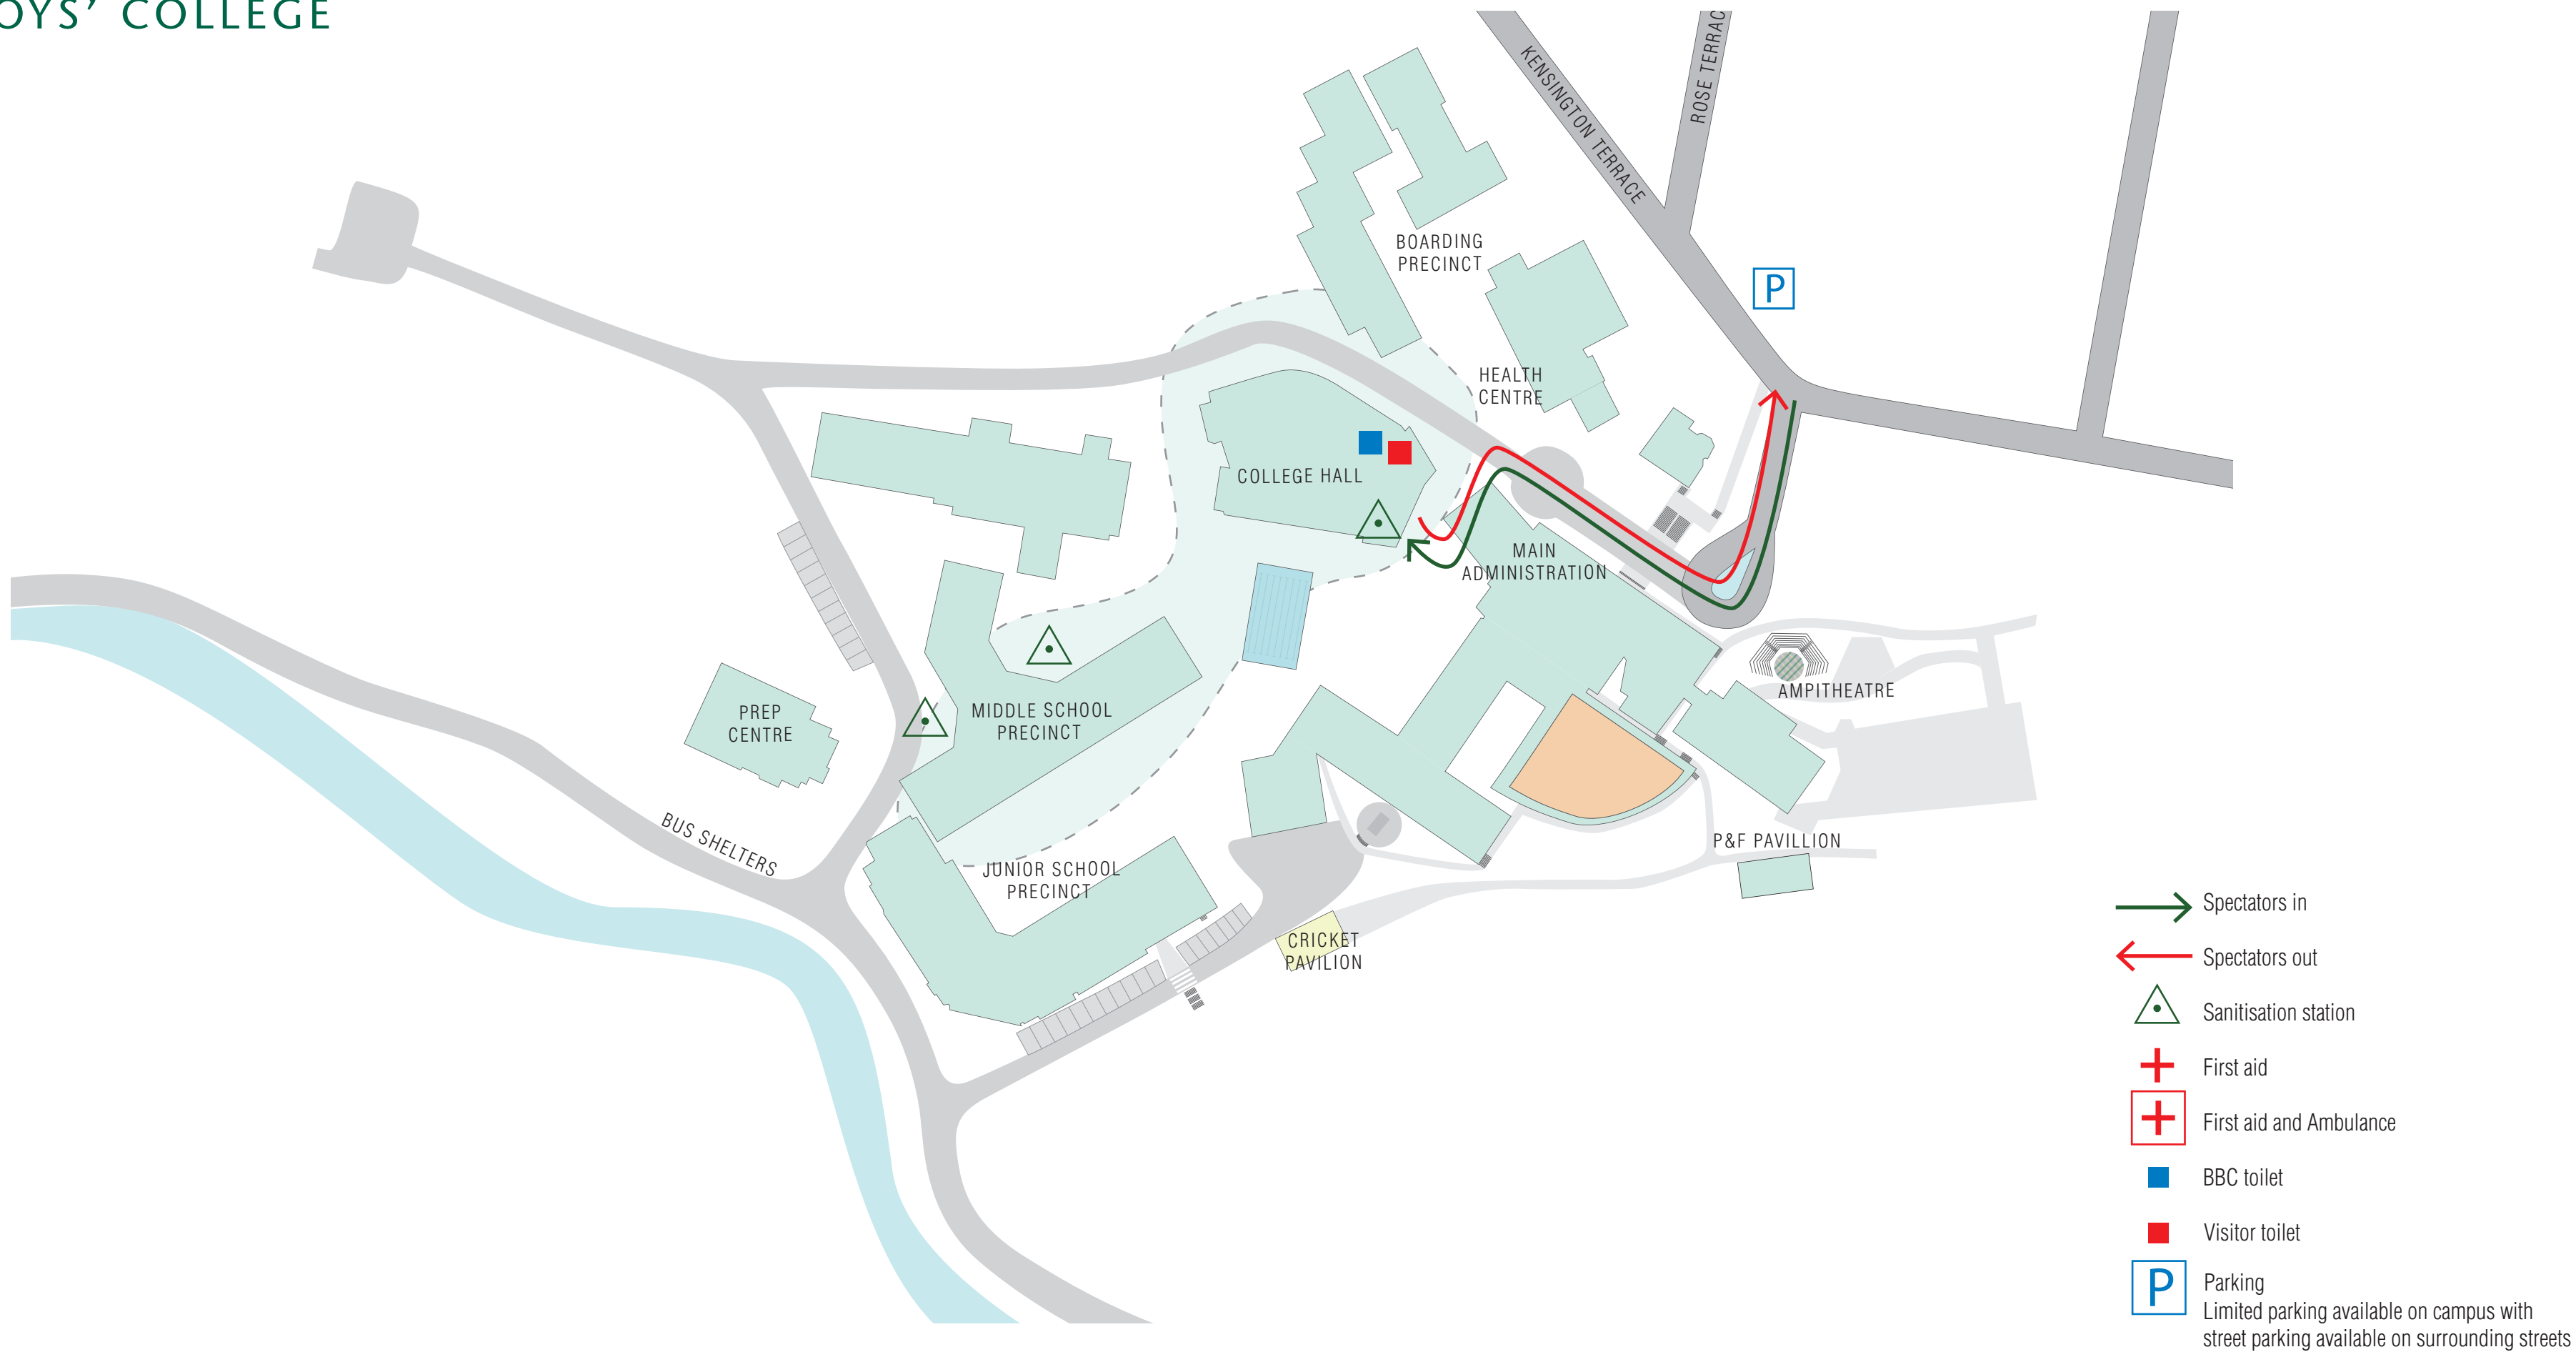 OYS' COLLEGE
KENSINGTON TERRACE
ROSE TERRAC
BOARDING
PRECINCT
P
HEALTH
CENTRE
COLLEGE HALL
MAIN
ADMINISTRATION
AMPITHEATRE
PREP
CENTRE
MIDDLE SCHOOL
PRECINCT
BUS SHELTERS
P&F PAVILLION
JUNIOR SCHOOL
PRECINCT
CRICKET
PAVILION
Spectators in
Spectators out
Sanitisation station
First aid
First aid and Ambulance
BBC toilet
Visitor toilet
P
Parking
Limited parking available on campus with
street parking available on surrounding streets